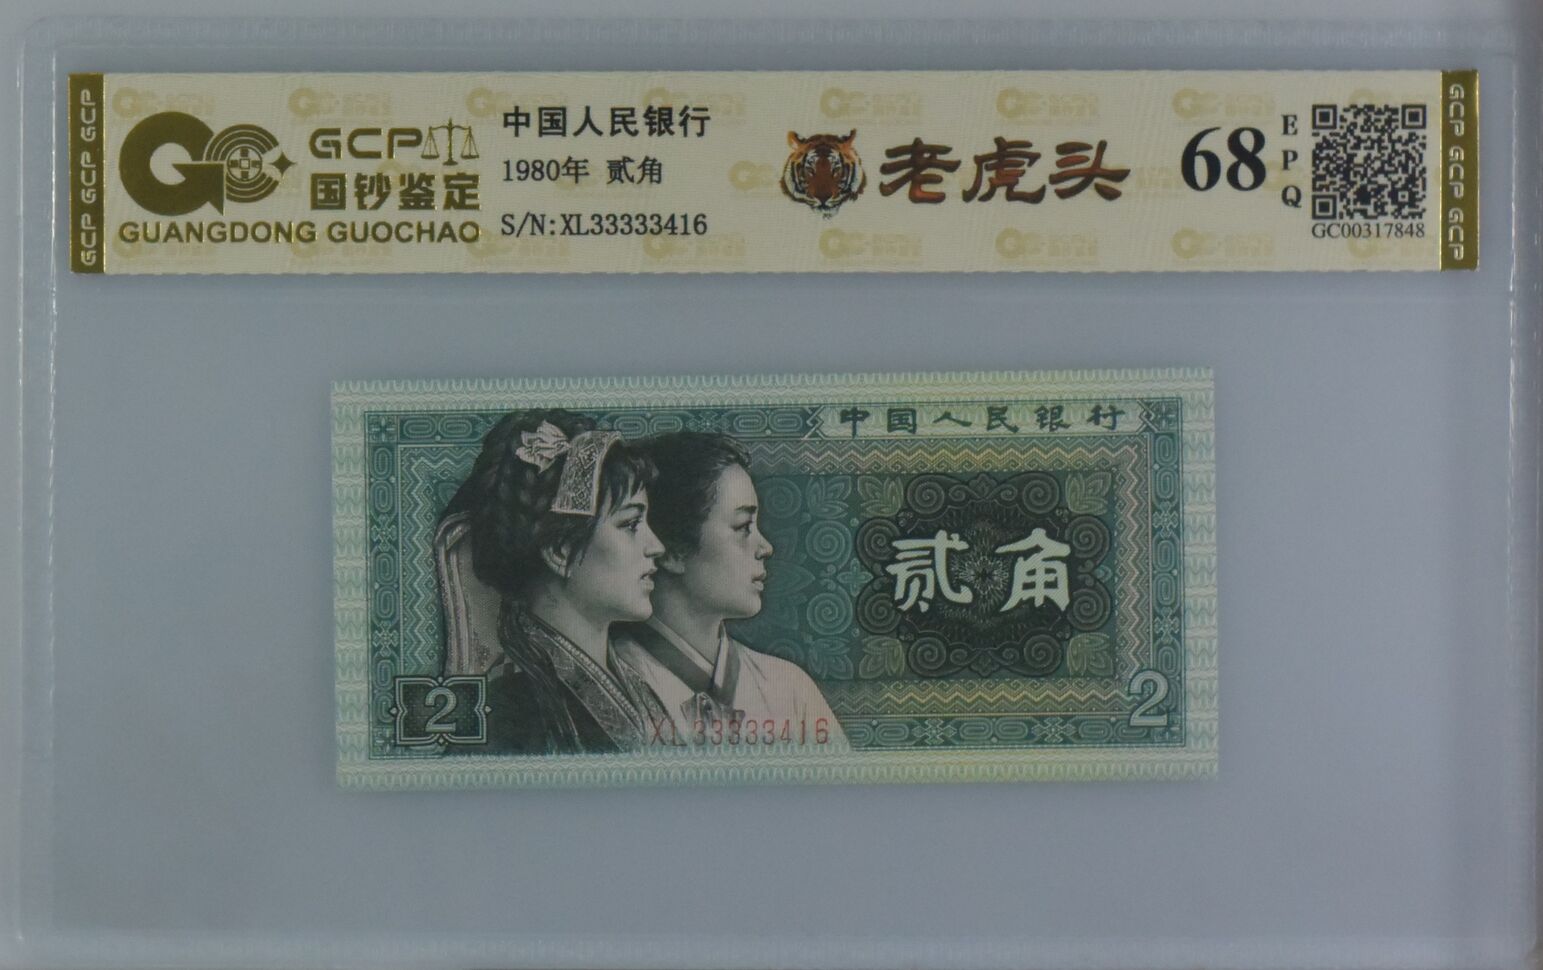 GCP GCP GCP
GCP
国钞鉴定
GUANGDONG GUOCHAO
中国人民银行
1980年 贰角
S/N:XL33333416
老虎头
68
EPQ
GC00317848
GCP GCP GCP
中国人民银行
贰角
2
2
XL 33333416